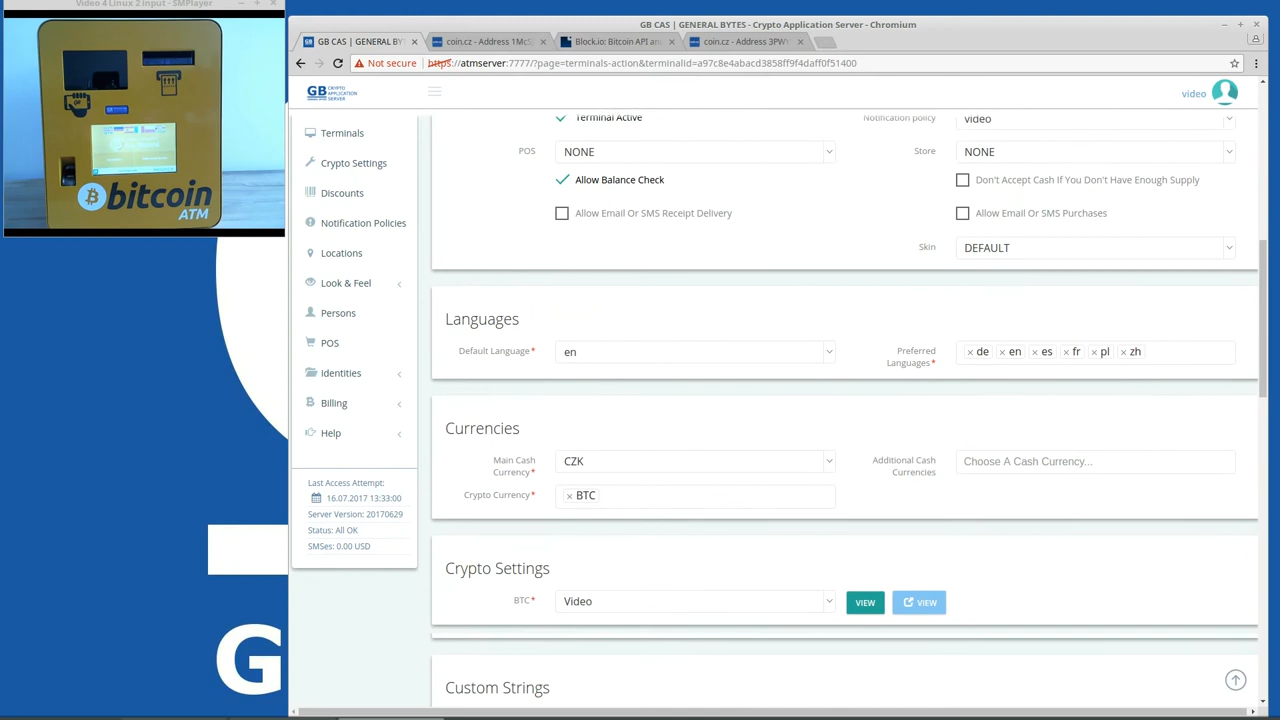 Video 4 Linux 2 input - SMPlayer
OR
bitcoin
ATM
G
GB CAS | GENERAL BYTES - Crypto Application Server - Chromium
GB CAS | GENERAL BY
coin.cz - Address 1McS
Block.io: Bitcoin API an
coin.cz - Address 3PW
Not secure
https://atmserver:7777/?page=terminals-action&terminalid=a97c8e4abacd3858ff9f4daff0f51400
GB CRYPTO APPLICATION SERVER
video
Terminals
Crypto Settings
Discounts
Notification Policies
Locations
Look & Feel
Persons
POS
Identities
Billing
Help
Last Access Attempt:
16.07.2017 13:33:00
Server Version: 20170629
Status: All OK
SMSes: 0.00 USD
Terminal Active
Notification policy
video
POS
NONE
Store
NONE
Allow Balance Check
Don't Accept Cash If You Don't Have Enough Supply
Allow Email Or SMS Receipt Delivery
Allow Email Or SMS Purchases
Skin
DEFAULT
Languages
Default Language*
en
Preferred
Languages*
× de × en × es × fr × pl × zh
Currencies
Main Cash
Currency*
CZK
Additional Cash
Currencies
Choose A Cash Currency...
Crypto Currency*
× BTC
Crypto Settings
BTC*
Video
VIEW
VIEW
Custom Strings